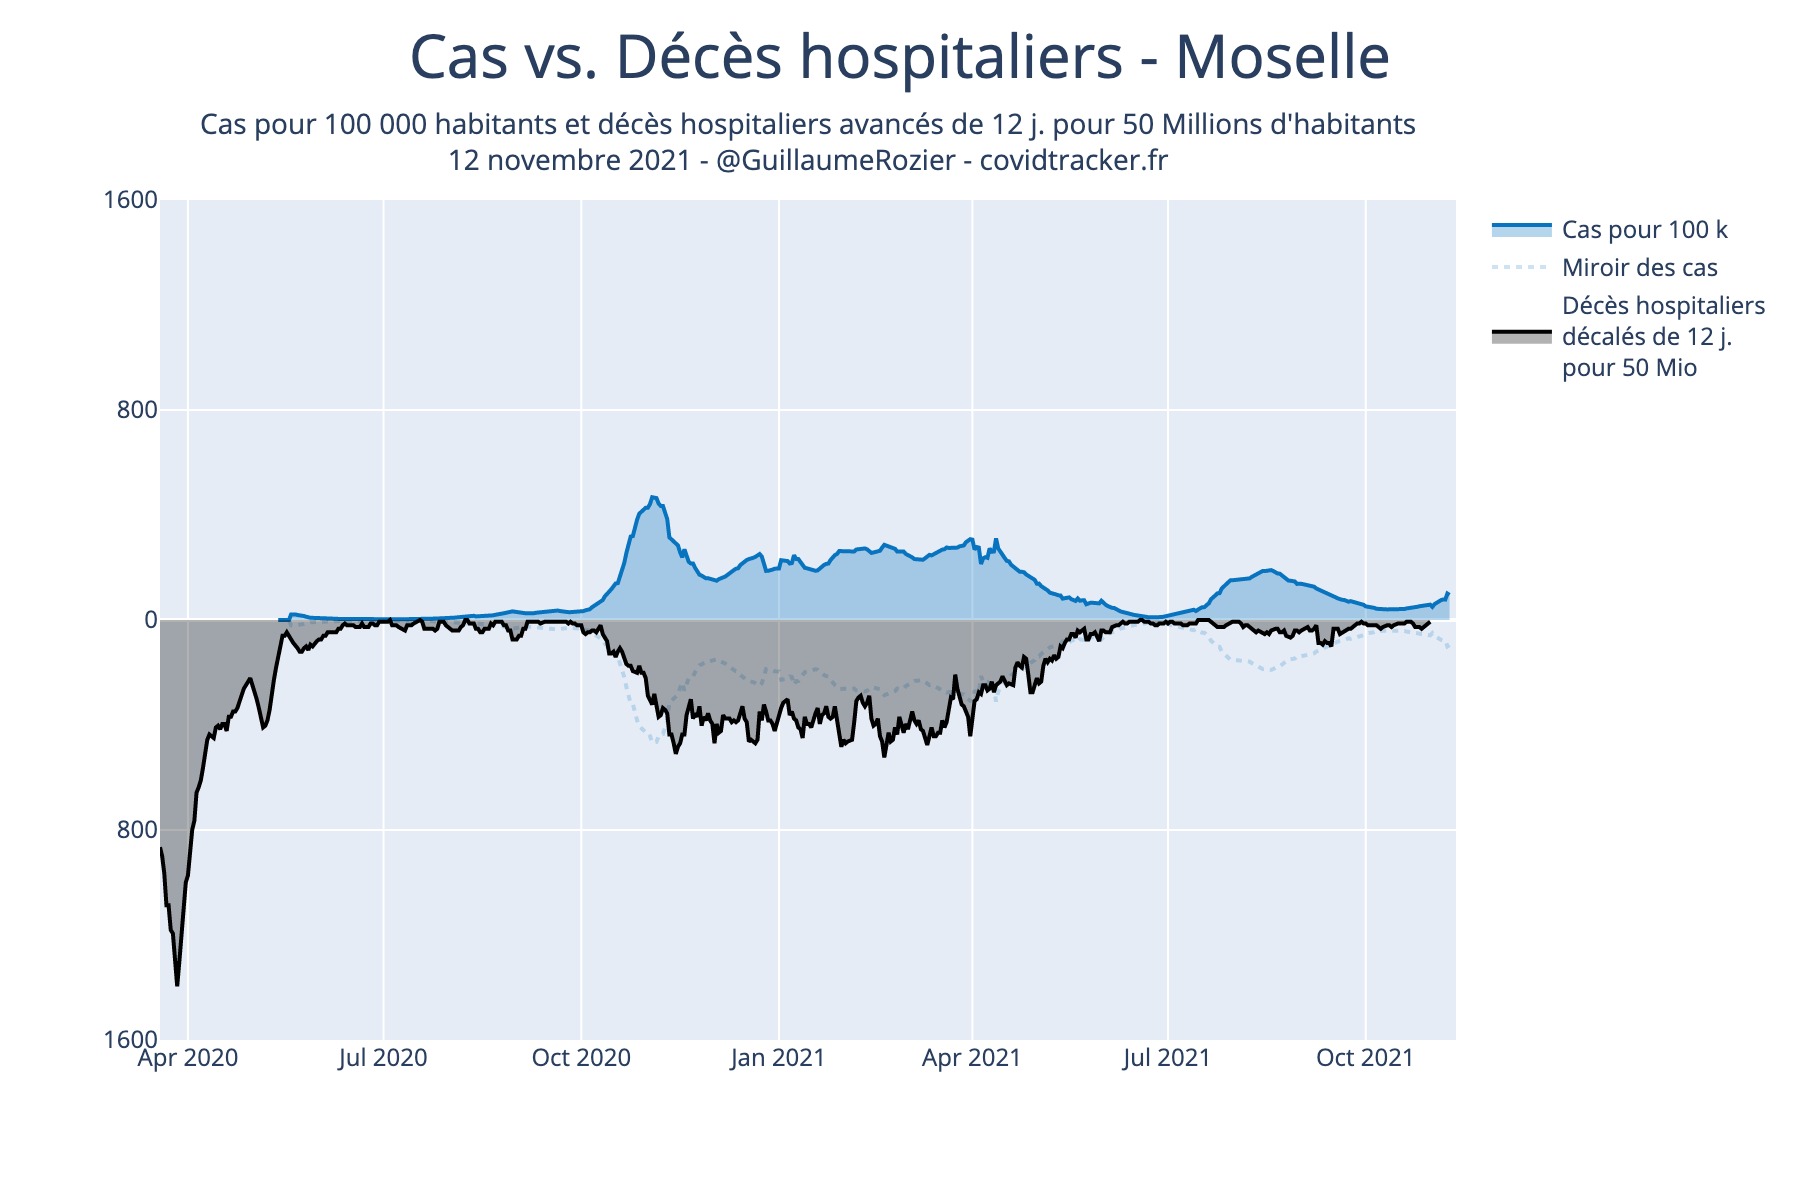 Cas vs. Décès hospitaliers - Moselle
Cas pour 100 000 habitants et décès hospitaliers avancés de 12 j. pour 50 Millions d'habitants
12 novembre 2021 - @GuillaumeRozier - covidtracker.fr
1600
800
0
800
1600
Apr 2020
Jul 2020
Oct 2020
Jan 2021
Apr 2021
Jul 2021
Oct 2021
Cas pour 100 k
Miroir des cas
Décès hospitaliers
décalés de 12 j.
pour 50 Mio